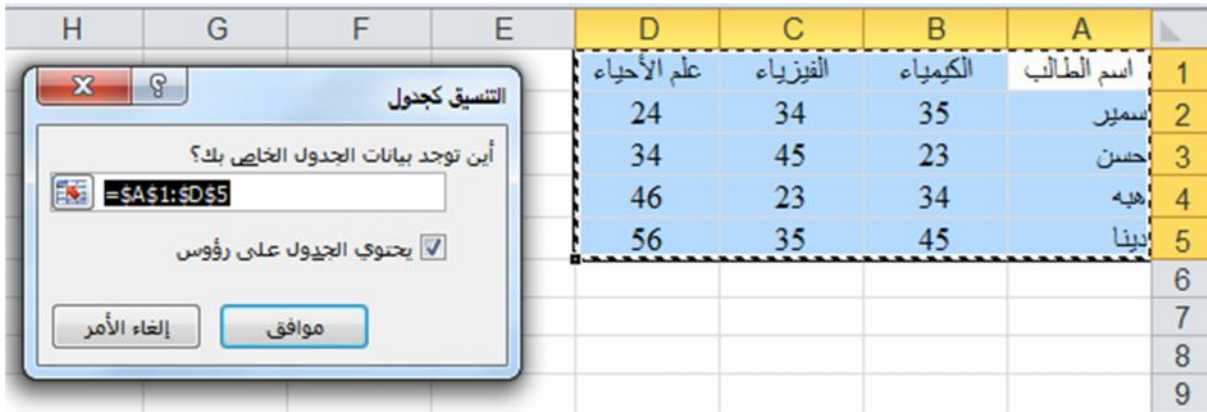 A B C D E F G H
1 اسم الطالب الكيمياء الفيزياء علم الأحياء
2 سمير 35 34 24
3 حسن 23 45 34
4 هبه 34 23 46
5 دينا 45 35 56
6
7
8
9
التنسيق كجدول
أين توجد بيانات الجدول الخاص بك؟
=$A$1:$D$5
يحتوي الجدول على رؤوس
موافق إلغاء الأمر